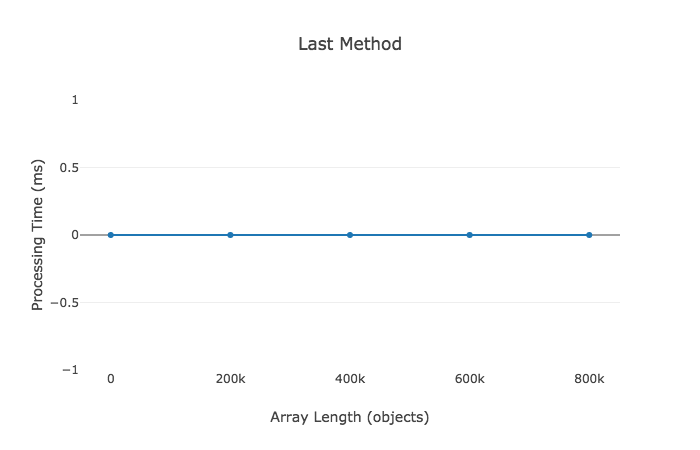 Last Method
1
0.5
0
−0.5
−1
Processing Time (ms)
0 200k 400k 600k 800k
Array Length (objects)